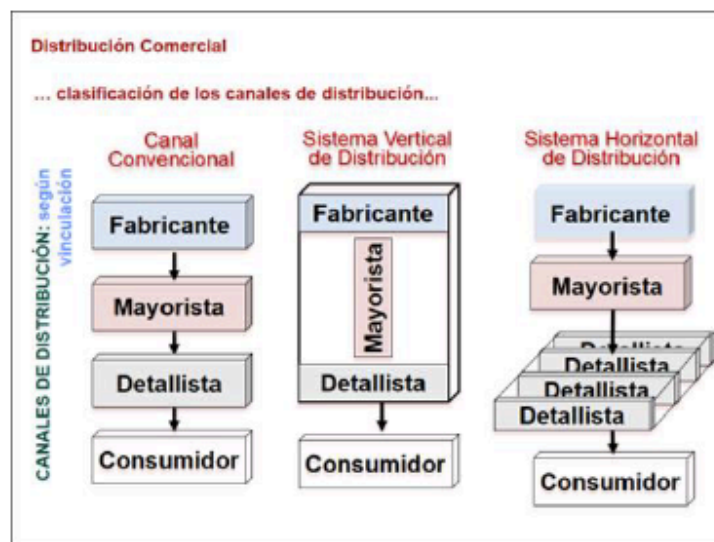 Distribución Comercial
... clasificación de los canales de distribución...
CANALES DE DISTRIBUCIÓN: según
vinculación
Canal
Convencional
Fabricante
Mayorista
Detallista
Consumidor
Sistema Vertical
de Distribución
Fabricante
Mayorista
Detallista
Consumidor
Sistema Horizontal
de Distribución
Fabricante
Mayorista
Detallista
Detallista
Detallista
Detallista
Consumidor